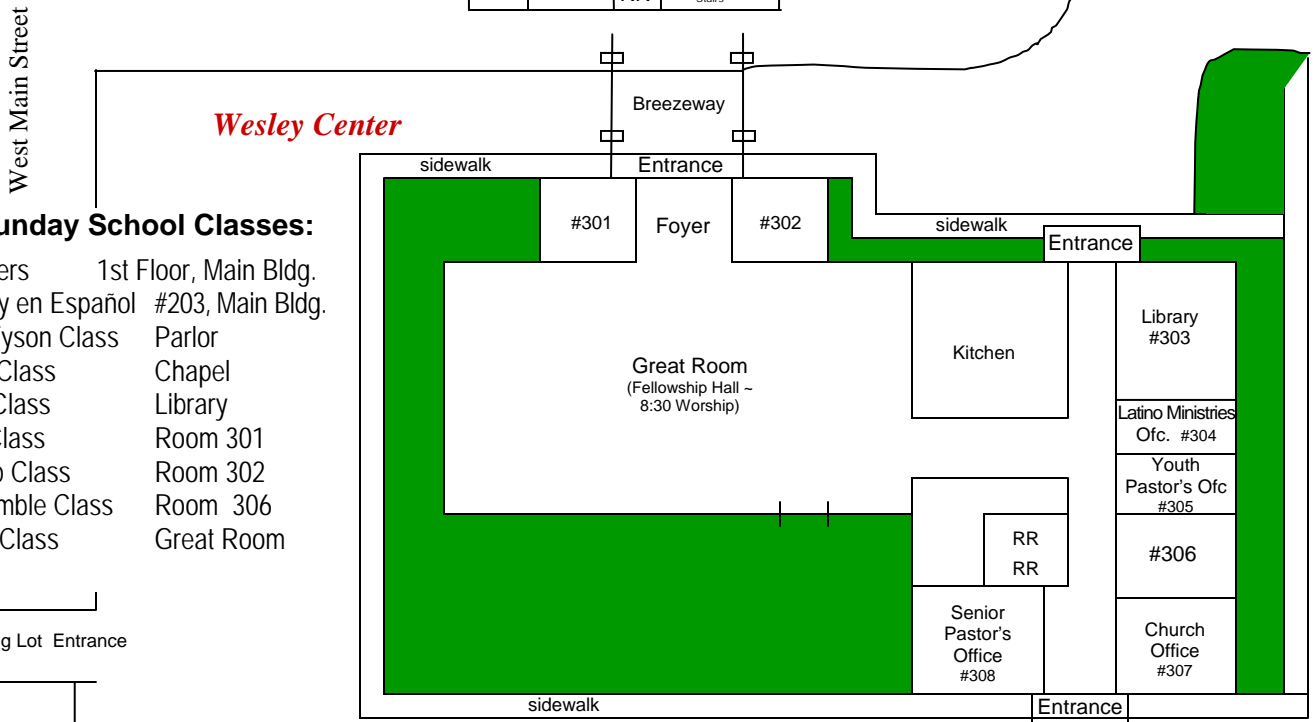 Stairs
West Main Street
Breezeway
Wesley Center
sidewalk
Entrance
#301
Foyer
#302
sidewalk
Entrance
unday School Classes:
ers 1st Floor, Main Bldg.
y en Español #203, Main Bldg.
yson Class Parlor
Class Chapel
Class Library
lass Room 301
o Class Room 302
mble Class Room 306
Class Great Room
Great Room
(Fellowship Hall ~
8:30 Worship)
Kitchen
Library
#303
Latino Ministries
Ofc. #304
Youth
Pastor's Ofc
#305
RR
RR
#306
Senior
Pastor's
Office
#308
Church
Office
#307
g Lot Entrance
sidewalk
Entrance